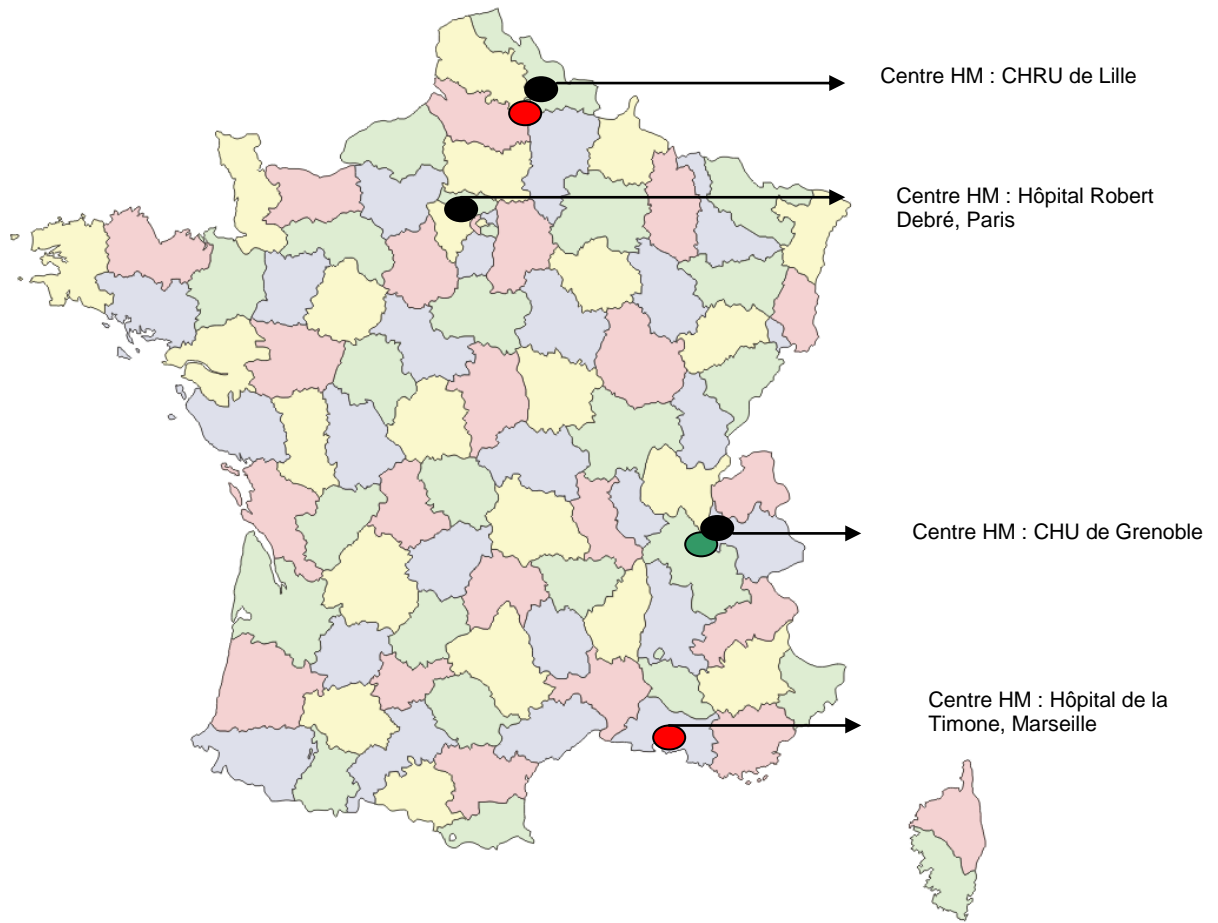 Centre HM : CHRU de Lille
Centre HM : Hôpital Robert
Debré, Paris
Centre HM : CHU de Grenoble
Centre HM : Hôpital de la
Timone, Marseille